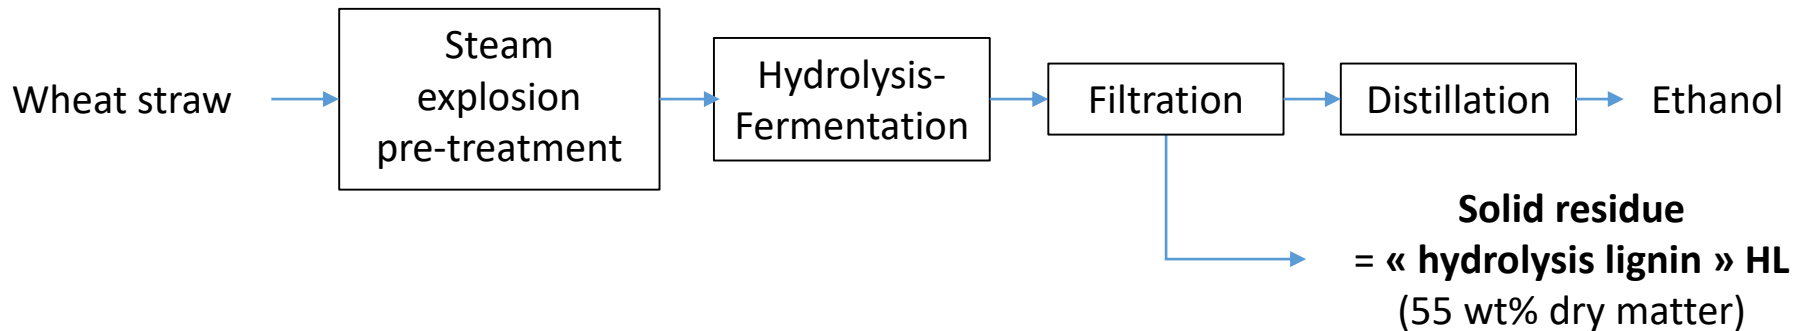 Wheat straw
Steam
explosion
pre-treatment
Hydrolysis-
Fermentation
Filtration
Distillation
Ethanol
Solid residue
= « hydrolysis lignin » HL
(55 wt% dry matter)